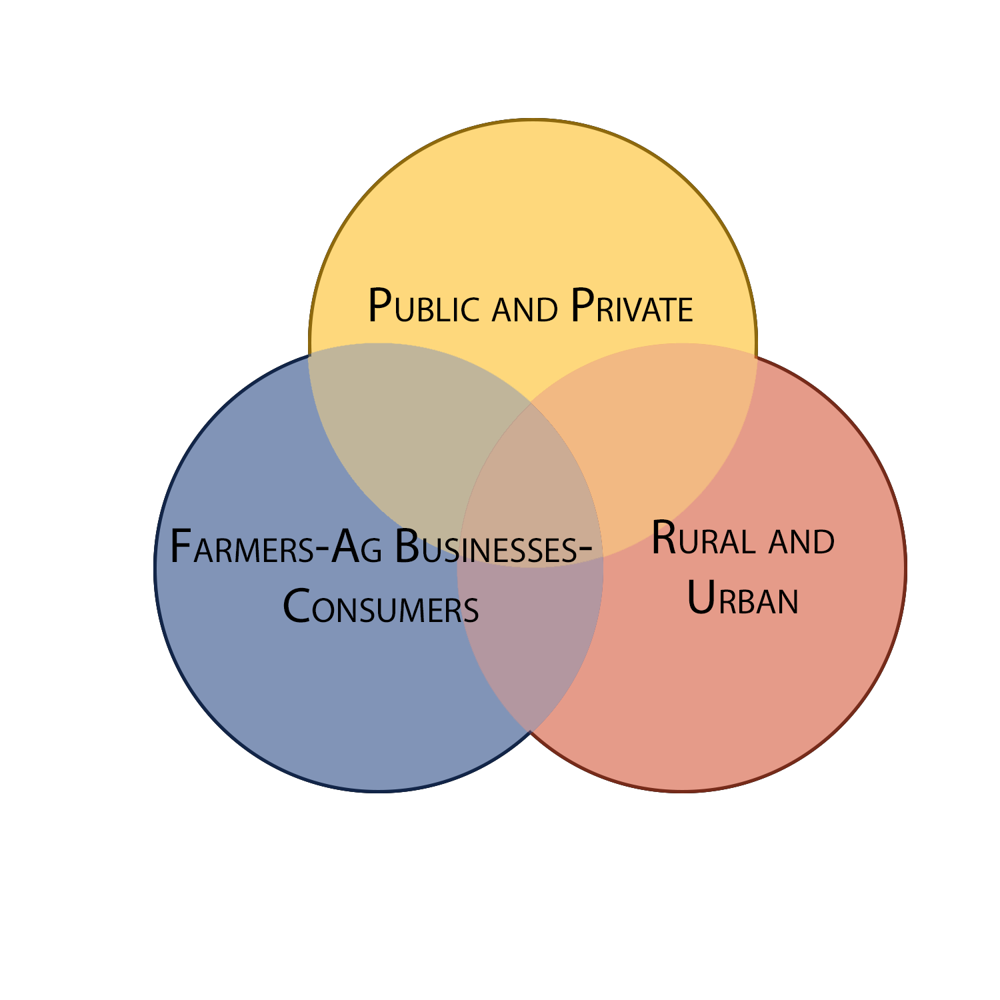 Public and Private
Farmers-Ag Businesses-
Consumers
Rural and
Urban